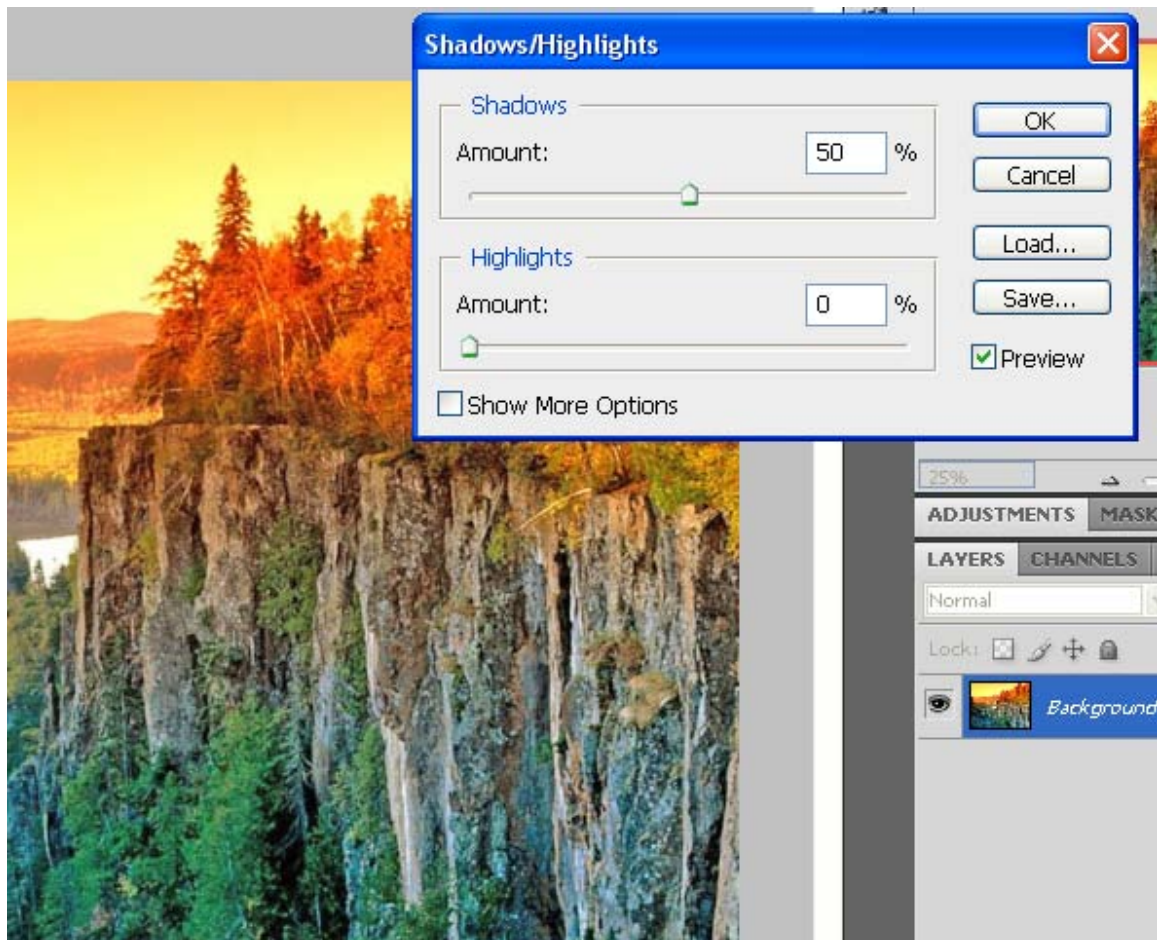 Shadows/Highlights
Shadows
Amount: 50 %
Highlights
Amount: 0 %
Show More Options
OK
Cancel
Load...
Save...
Preview
25%
ADJUSTMENTS MASK
LAYERS CHANNELS
Normal
Lock:
Background